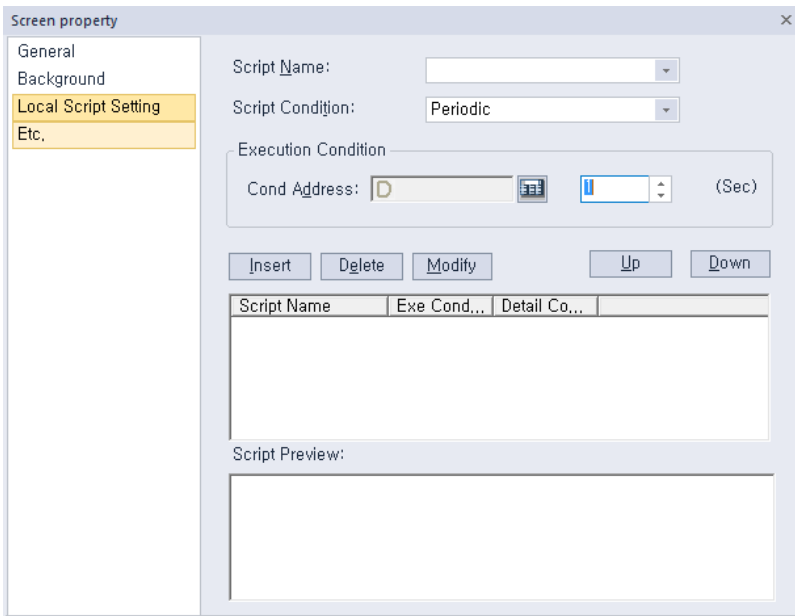 Screen property
General
Background
Local Script Setting
Etc,
Script Name:
Script Condition: Periodic
Execution Condition
Cond Address: D 1 (Sec)
Insert Delete Modify Up Down
Script Name Exe Cond,,, Detail Co,,,
Script Preview: